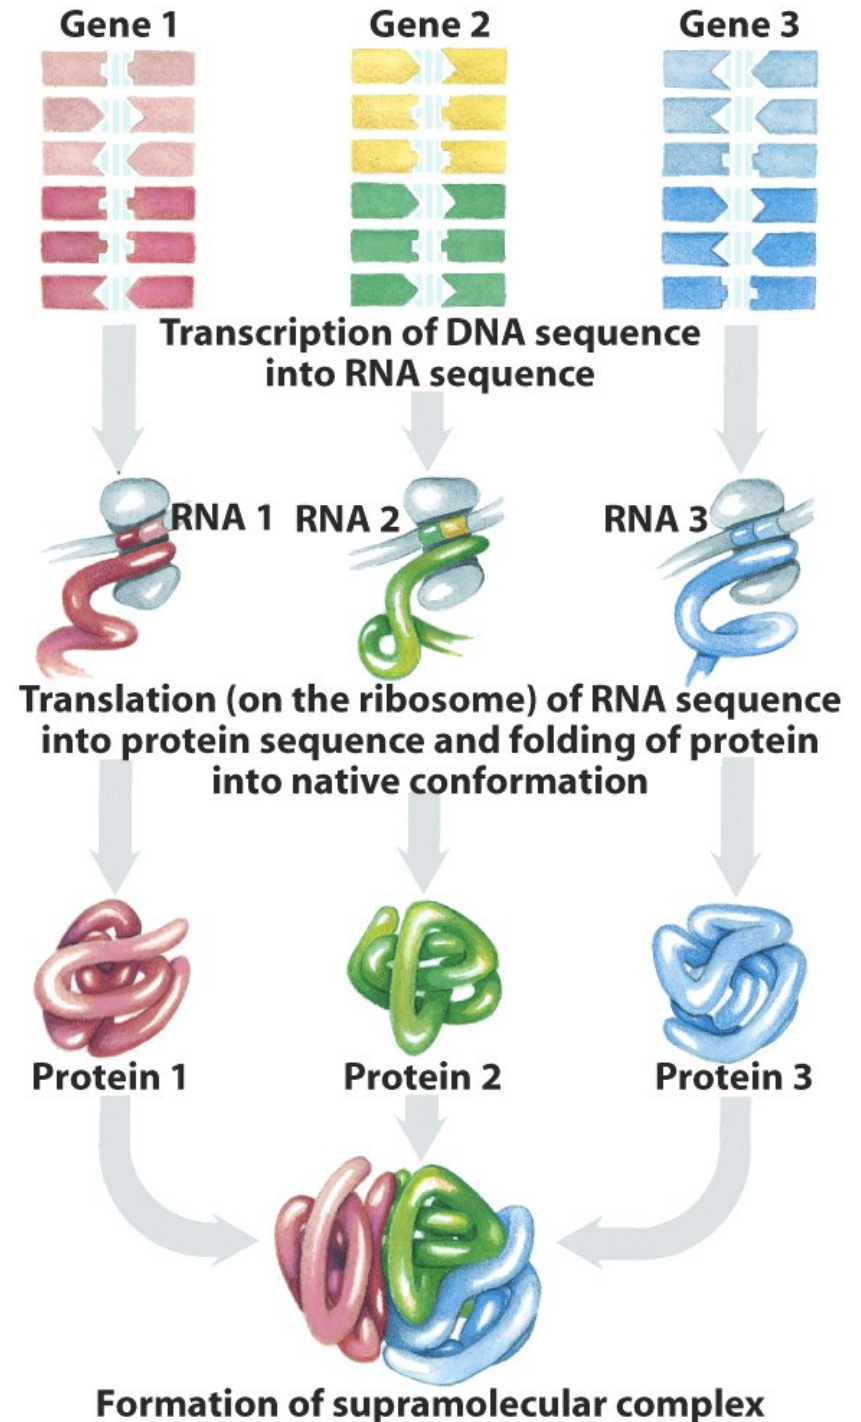 Gene 1
Gene 2
Gene 3
Transcription of DNA sequence
into RNA sequence
RNA 1
RNA 2
RNA 3
Translation (on the ribosome) of RNA sequence
into protein sequence and folding of protein
into native conformation
Protein 1
Protein 2
Protein 3
Formation of supramolecular complex